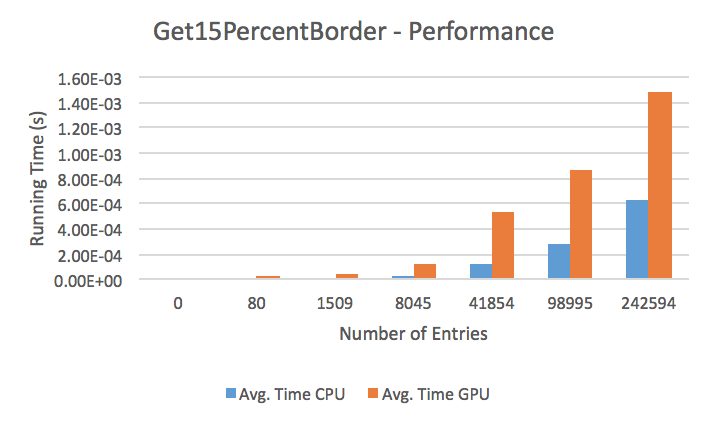 Get15PercentBorder - Performance
Running Time (s)
1.60E-03
1.40E-03
1.20E-03
1.00E-03
8.00E-04
6.00E-04
4.00E-04
2.00E-04
0.00E+00
0 80 1509 8045 41854 98995 242594
Number of Entries
Avg. Time CPU Avg. Time GPU